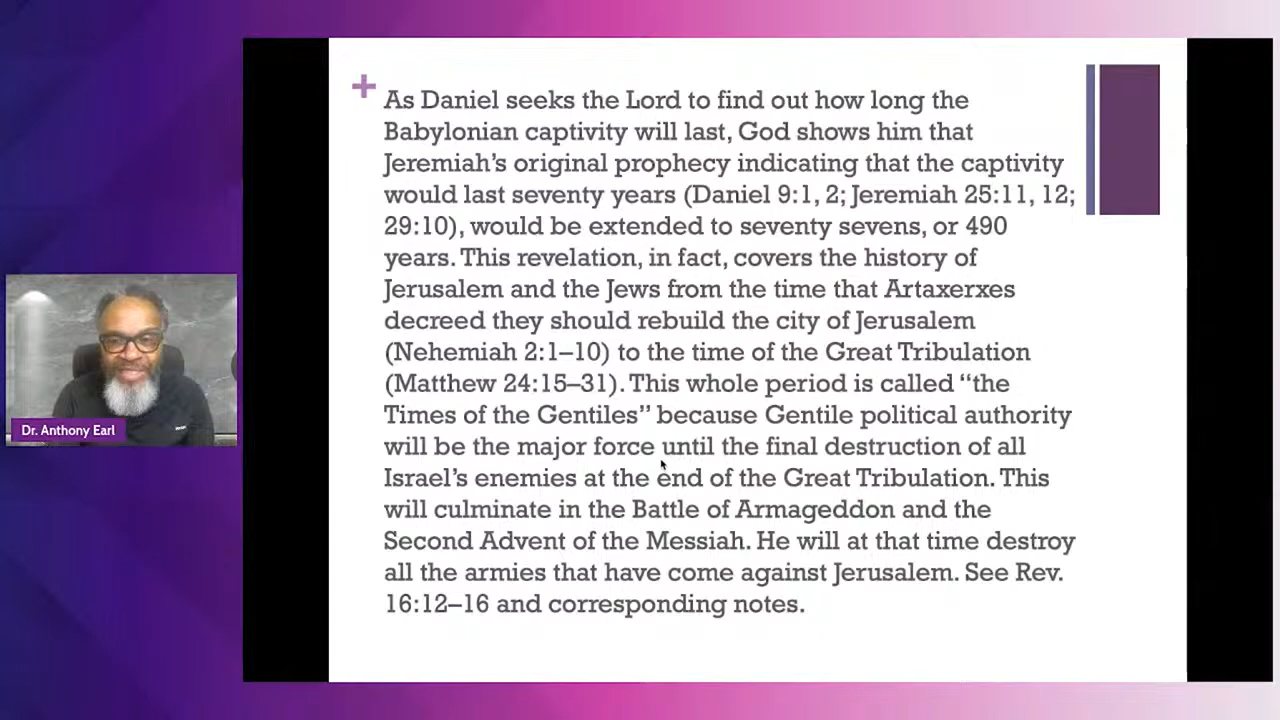 + As Daniel seeks the Lord to find out how long the
Babylonian captivity will last, God shows him that
Jeremiah’s original prophecy indicating that the captivity
would last seventy years (Daniel 9:1, 2; Jeremiah 25:11, 12;
29:10), would be extended to seventy sevens, or 490
years. This revelation, in fact, covers the history of
Jerusalem and the Jews from the time that Artaxerxes
decreed they should rebuild the city of Jerusalem
(Nehemiah 2:1–10) to the time of the Great Tribulation
(Matthew 24:15–31). This whole period is called “the
Times of the Gentiles” because Gentile political authority
will be the major force until the final destruction of all
Israel’s enemies at the end of the Great Tribulation. This
will culminate in the Battle of Armageddon and the
Second Advent of the Messiah. He will at that time destroy
all the armies that have come against Jerusalem. See Rev.
16:12–16 and corresponding notes.
Dr. Anthony Earl